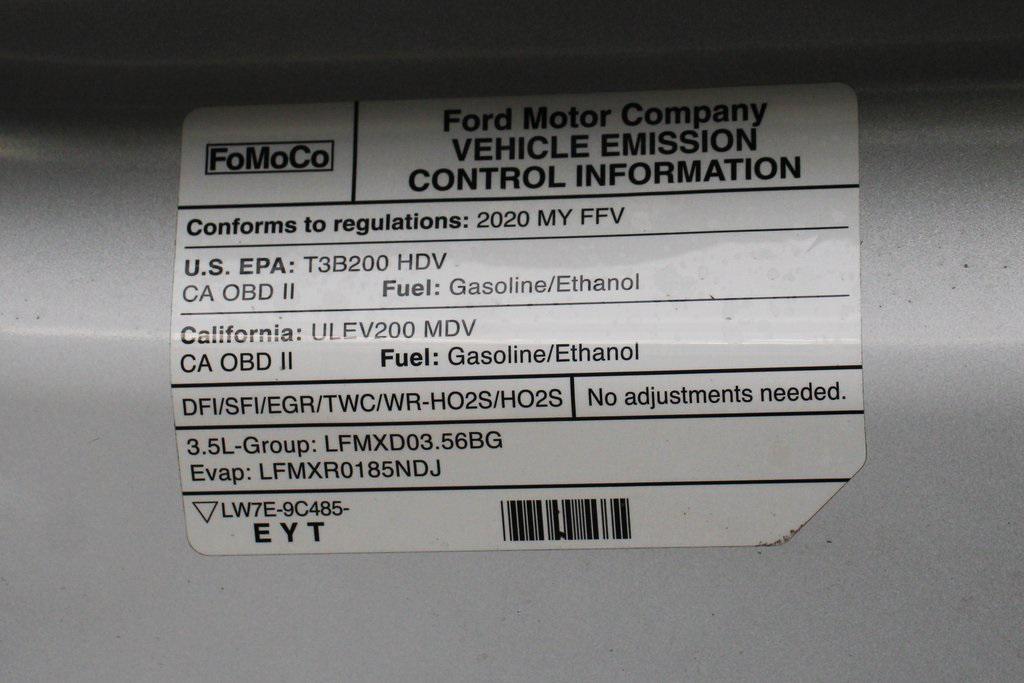 FoMoCo
Ford Motor Company
VEHICLE EMISSION
CONTROL INFORMATION
Conforms to regulations: 2020 MY FFV
U.S. EPA: T3B200 HDV
CA OBD II Fuel: Gasoline/Ethanol
California: ULEV200 MDV
CA OBD II Fuel: Gasoline/Ethanol
DFI/SFI/EGR/TWC/WR-HO2S/HO2S No adjustments needed.
3.5L-Group: LFMXD03.56BG
Evap: LFMXR0185NDJ
LW7E-9C485-
EYT